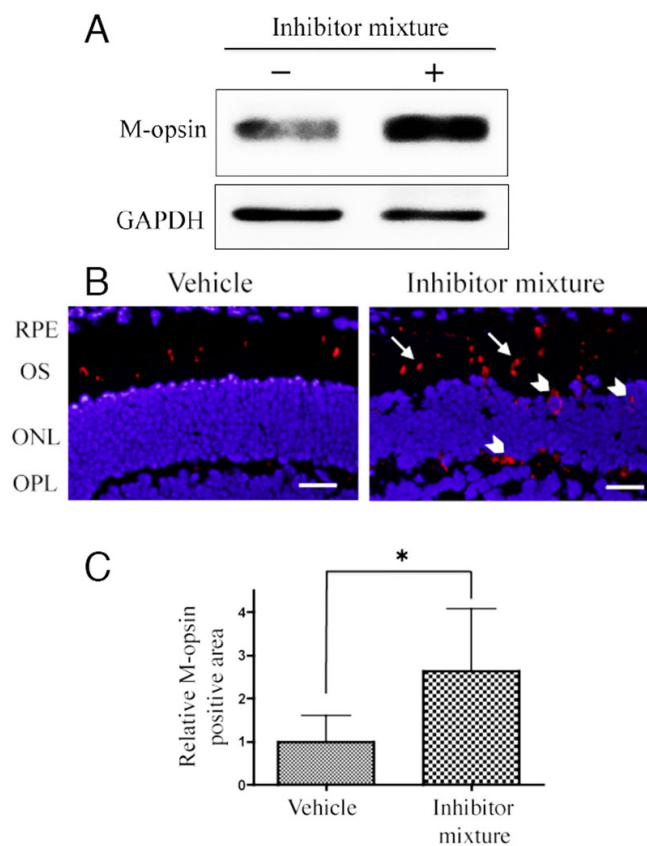 A
Inhibitor mixture
− +
M-opsin
GAPDH
B
Vehicle Inhibitor mixture
RPE
OS
ONL
OPL
C
*
Relative M-opsin
positive area
4
3
2
1
0
Vehicle Inhibitor
mixture